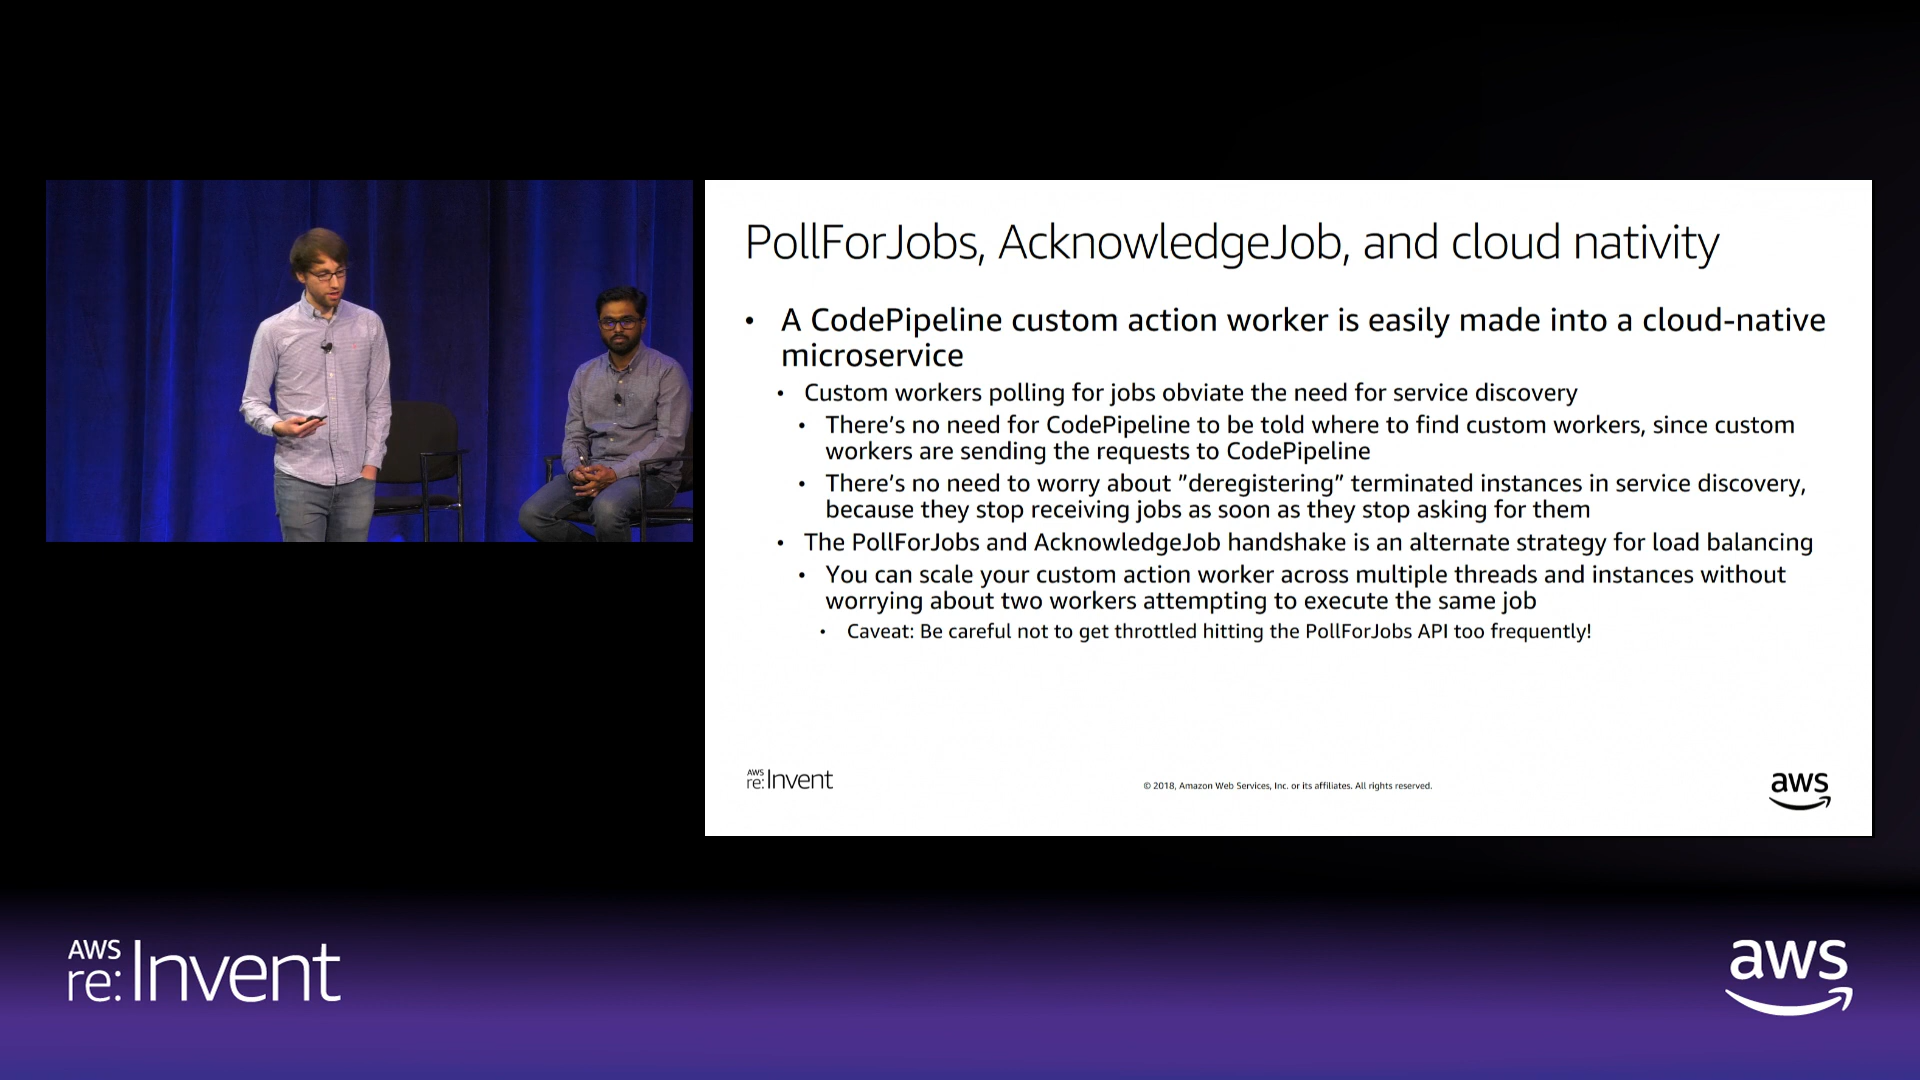 PollForJobs, AcknowledgeJob, and cloud nativity
• A CodePipeline custom action worker is easily made into a cloud-native
microservice
• Custom workers polling for jobs obviate the need for service discovery
• There’s no need for CodePipeline to be told where to find custom workers, since custom
workers are sending the requests to CodePipeline
• There’s no need to worry about ”deregistering” terminated instances in service discovery,
because they stop receiving jobs as soon as they stop asking for them
• The PollForJobs and AcknowledgeJob handshake is an alternate strategy for load balancing
• You can scale your custom action worker across multiple threads and instances without
worrying about two workers attempting to execute the same job
• Caveat: Be careful not to get throttled hitting the PollForJobs API too frequently!
AWS
re:Invent
© 2018, Amazon Web Services, Inc. or its affiliates. All rights reserved.
aws
AWS
re:Invent
aws